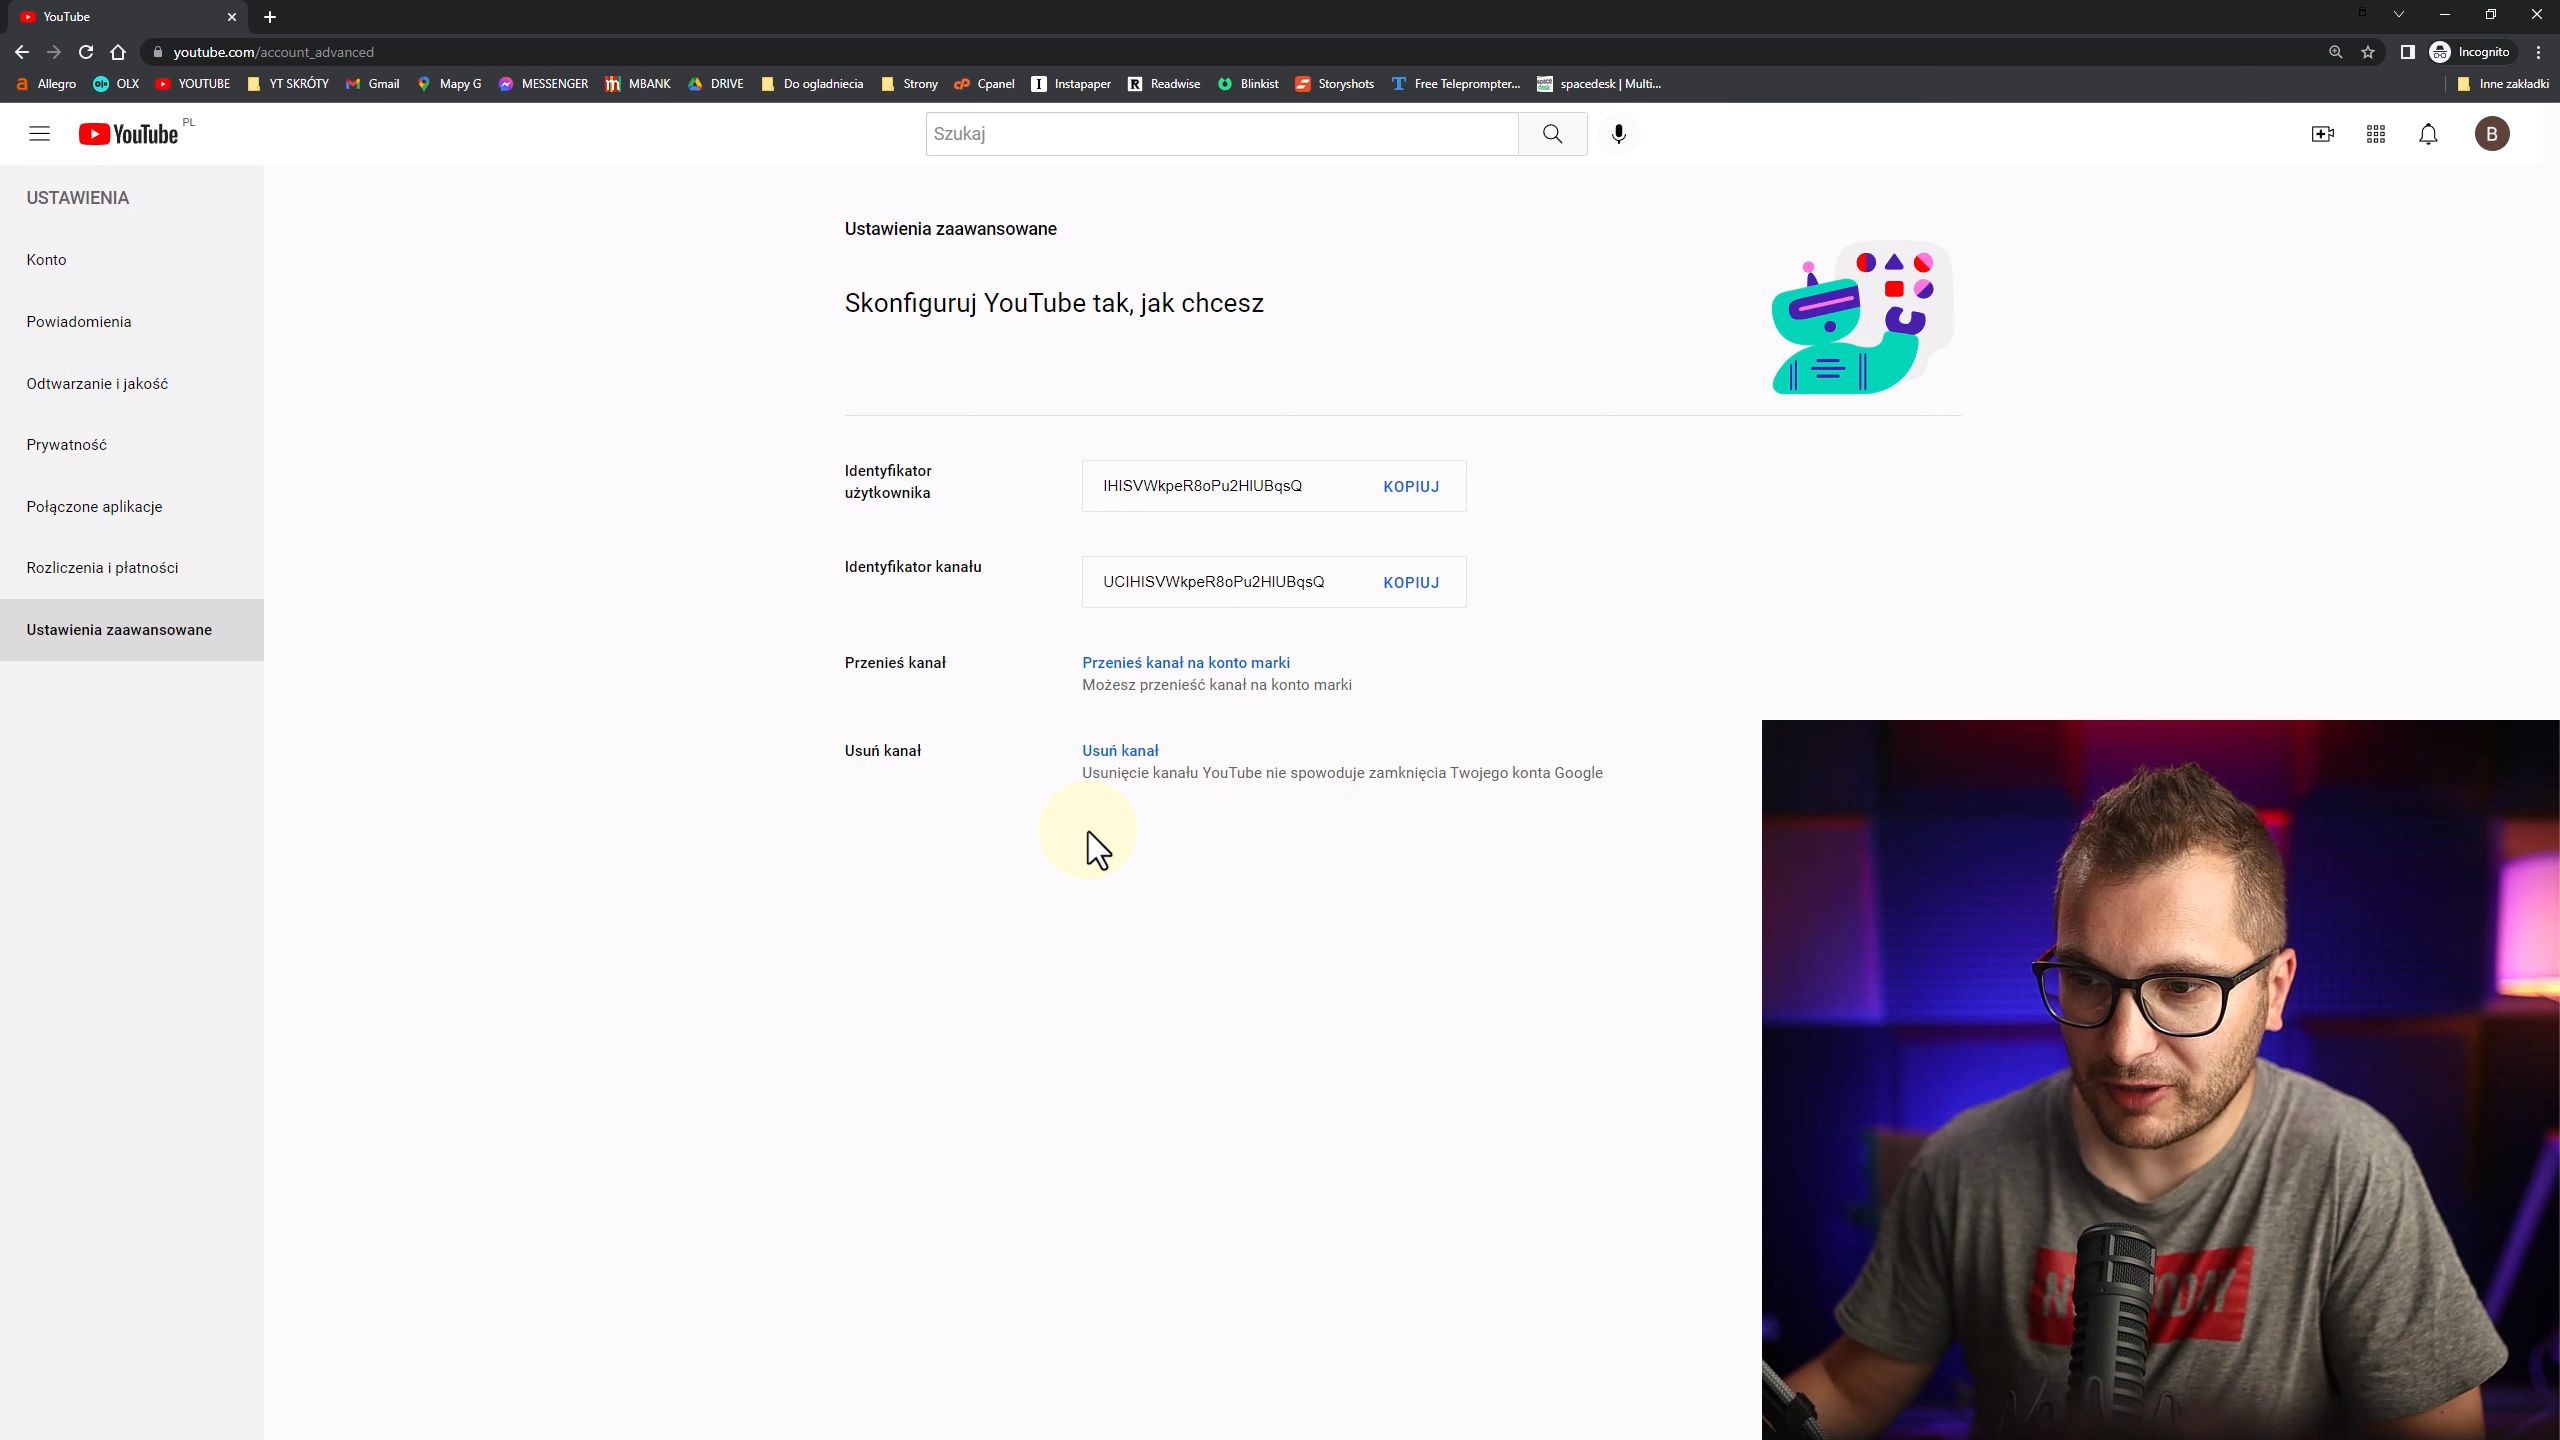 YouTube
youtube.com/account_advanced
Incognito
Allegro OLX YOUTUBE YT SKRÓTY Gmail Mapy G MESSENGER MBANK DRIVE Do ogladniecia Strony Cpanel Instapaper Readwise Blinkist Storyshots Free Teleprompter... spacedesk | Multi... Inne zakładki
YouTube PL
Szukaj
B
USTAWIENIA
Konto
Powiadomienia
Odtwarzanie i jakość
Prywatność
Połączone aplikacje
Rozliczenia i płatności
Ustawienia zaawansowane
Ustawienia zaawansowane
Skonfiguruj YouTube tak, jak chcesz
Identyfikator
użytkownika
IHISVWkpeR8oPu2HIUBqsQ KOPIUJ
Identyfikator kanału
UCIHISVWkpeR8oPu2HIUBqsQ KOPIUJ
Przenieś kanał
Przenieś kanał na konto marki
Możesz przenieść kanał na konto marki
Usuń kanał
Usuń kanał
Usunięcie kanału YouTube nie spowoduje zamknięcia Twojego konta Google